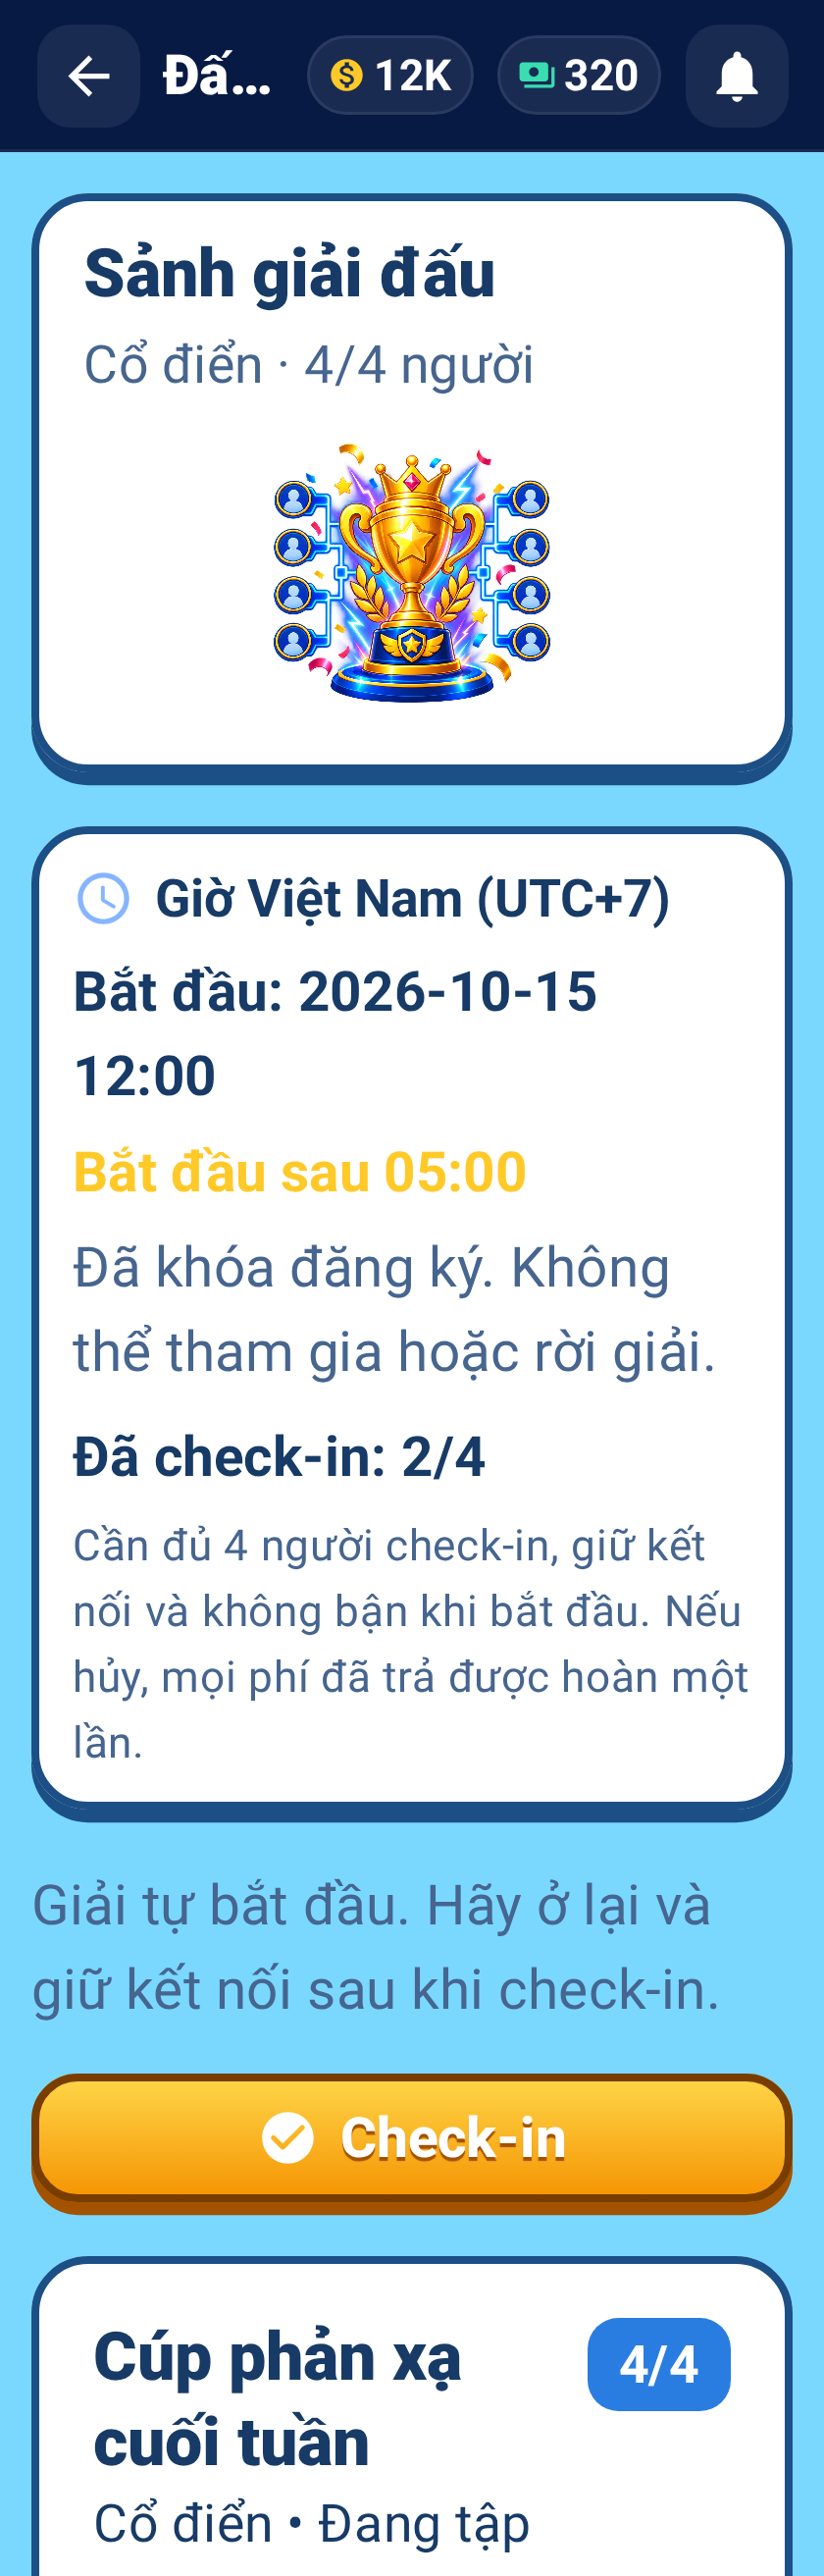 Đấ...
12K
320
Sảnh giải đấu
Cổ điển · 4/4 người
Giờ Việt Nam (UTC+7)
Bắt đầu: 2026-10-15
12:00
Bắt đầu sau 05:00
Đã khóa đăng ký. Không
thể tham gia hoặc rời giải.
Đã check-in: 2/4
Cần đủ 4 người check-in, giữ kết
nối và không bận khi bắt đầu. Nếu
hủy, mọi phí đã trả được hoàn một
lần.
Giải tự bắt đầu. Hãy ở lại và
giữ kết nối sau khi check-in.
Check-in
Cúp phản xạ
cuối tuần
4/4
Cổ điển • Đang tập